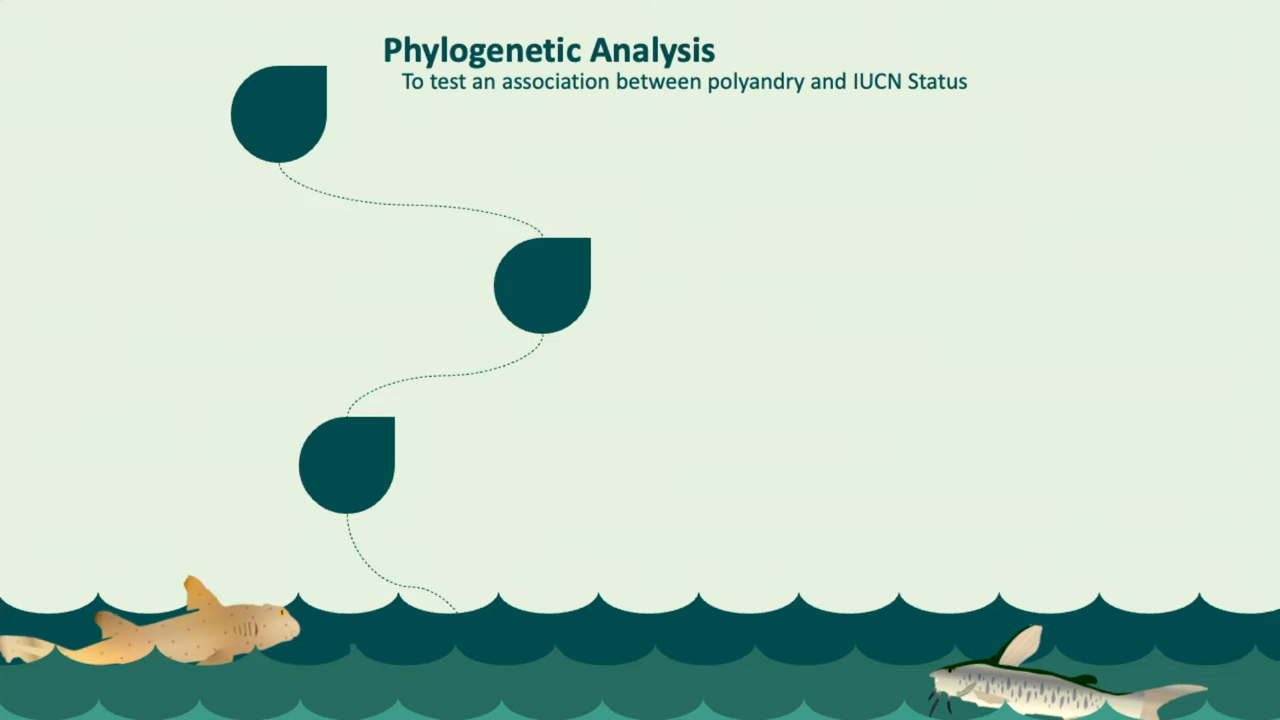 Phylogenetic Analysis
To test an association between polyandry and IUCN Status